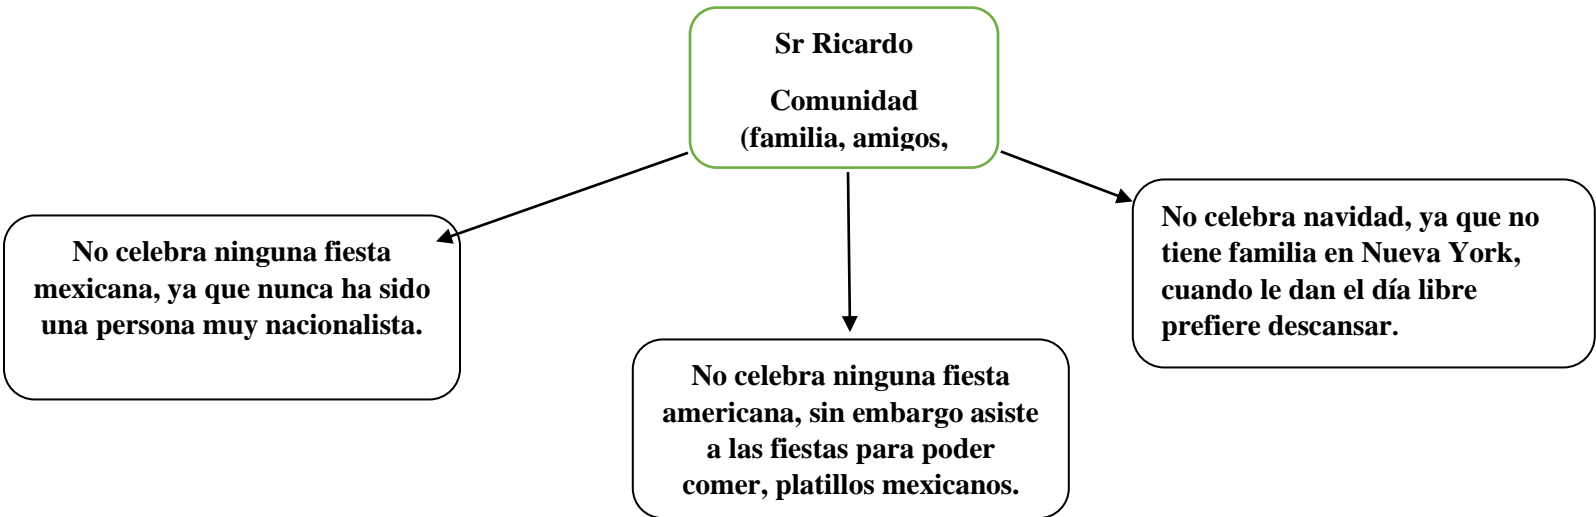 Sr Ricardo
Comunidad
(familia, amigos,
No celebra ninguna fiesta
mexicana, ya que nunca ha sido
una persona muy nacionalista.
No celebra ninguna fiesta
americana, sin embargo asiste
a las fiestas para poder
comer, platillos mexicanos.
No celebra navidad, ya que no
tiene familia en Nueva York,
cuando le dan el día libre
prefiere descansar.